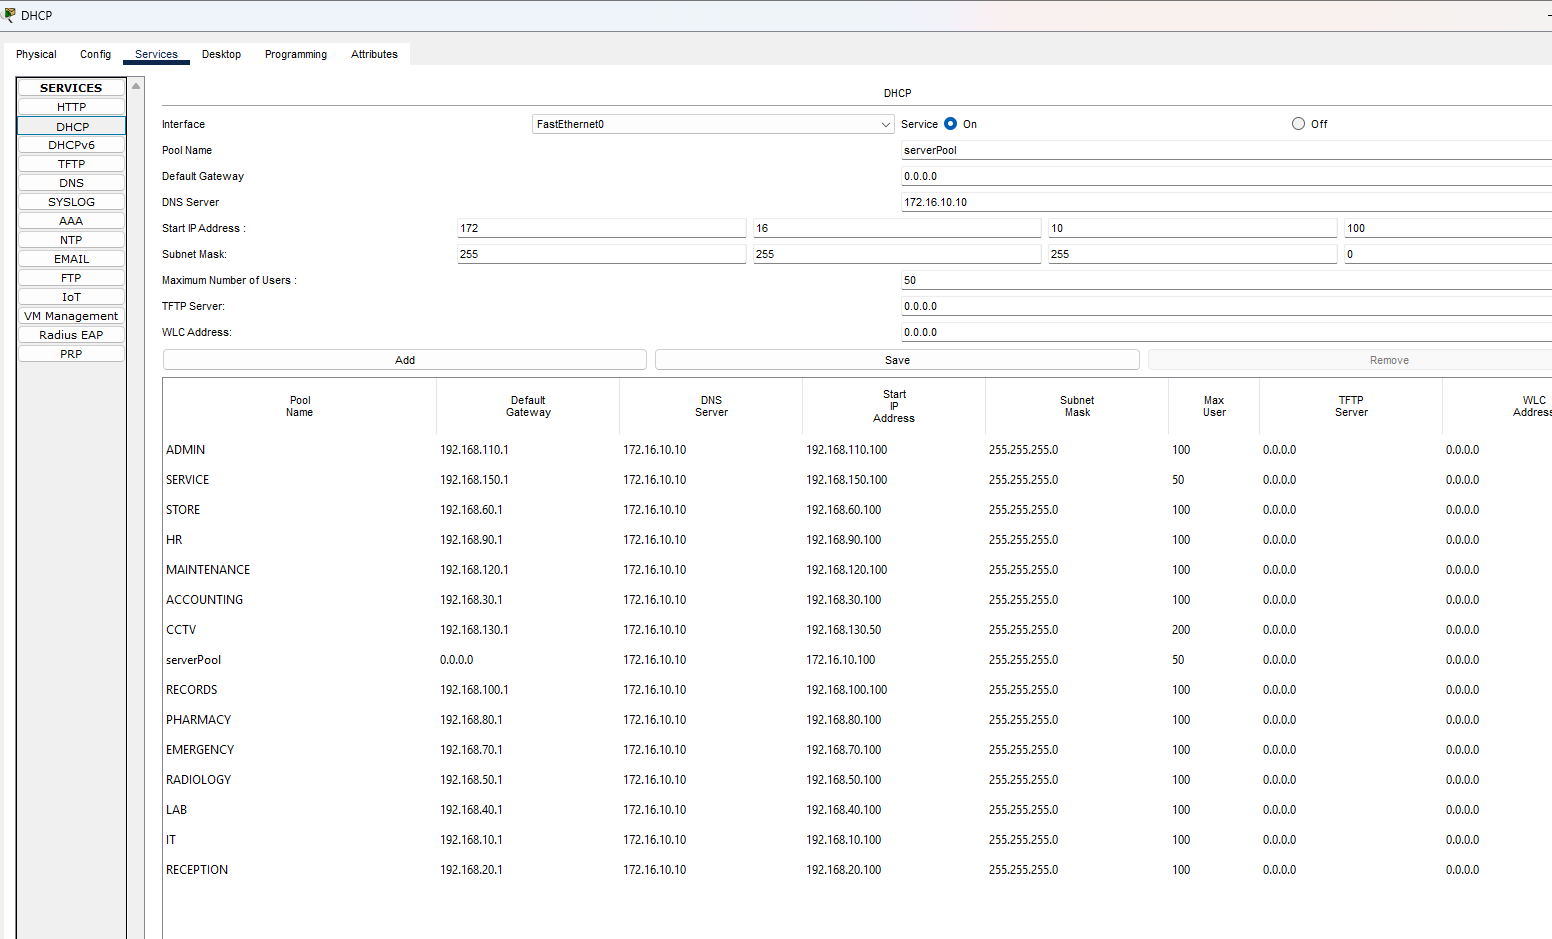 DHCP
Physical Config Services Desktop Programming Attributes
SERVICES
HTTP
DHCP
DHCPv6
TFTP
DNS
SYSLOG
AAA
NTP
EMAIL
FTP
IoT
VM Management
Radius EAP
PRP
DHCP
Interface FastEthernet0 Service On Off
Pool Name serverPool
Default Gateway 0.0.0.0
DNS Server 172.16.10.10
Start IP Address : 172 16 10 100
Subnet Mask: 255 255 255 0
Maximum Number of Users : 50
TFTP Server: 0.0.0.0
WLC Address: 0.0.0.0
Add Save Remove
Pool Name Default Gateway DNS Server Start IP Address Subnet Mask Max User TFTP Server WLC Address
ADMIN 192.168.110.1 172.16.10.10 192.168.110.100 255.255.255.0 100 0.0.0.0 0.0.0.0
SERVICE 192.168.150.1 172.16.10.10 192.168.150.100 255.255.255.0 50 0.0.0.0 0.0.0.0
STORE 192.168.60.1 172.16.10.10 192.168.60.100 255.255.255.0 100 0.0.0.0 0.0.0.0
HR 192.168.90.1 172.16.10.10 192.168.90.100 255.255.255.0 100 0.0.0.0 0.0.0.0
MAINTENANCE 192.168.120.1 172.16.10.10 192.168.120.100 255.255.255.0 100 0.0.0.0 0.0.0.0
ACCOUNTING 192.168.30.1 172.16.10.10 192.168.30.100 255.255.255.0 100 0.0.0.0 0.0.0.0
CCTV 192.168.130.1 172.16.10.10 192.168.130.50 255.255.255.0 200 0.0.0.0 0.0.0.0
serverPool 0.0.0.0 172.16.10.10 172.16.10.100 255.255.255.0 50 0.0.0.0 0.0.0.0
RECORDS 192.168.100.1 172.16.10.10 192.168.100.100 255.255.255.0 100 0.0.0.0 0.0.0.0
PHARMACY 192.168.80.1 172.16.10.10 192.168.80.100 255.255.255.0 100 0.0.0.0 0.0.0.0
EMERGENCY 192.168.70.1 172.16.10.10 192.168.70.100 255.255.255.0 100 0.0.0.0 0.0.0.0
RADIOLOGY 192.168.50.1 172.16.10.10 192.168.50.100 255.255.255.0 100 0.0.0.0 0.0.0.0
LAB 192.168.40.1 172.16.10.10 192.168.40.100 255.255.255.0 100 0.0.0.0 0.0.0.0
IT 192.168.10.1 172.16.10.10 192.168.10.100 255.255.255.0 100 0.0.0.0 0.0.0.0
RECEPTION 192.168.20.1 172.16.10.10 192.168.20.100 255.255.255.0 100 0.0.0.0 0.0.0.0